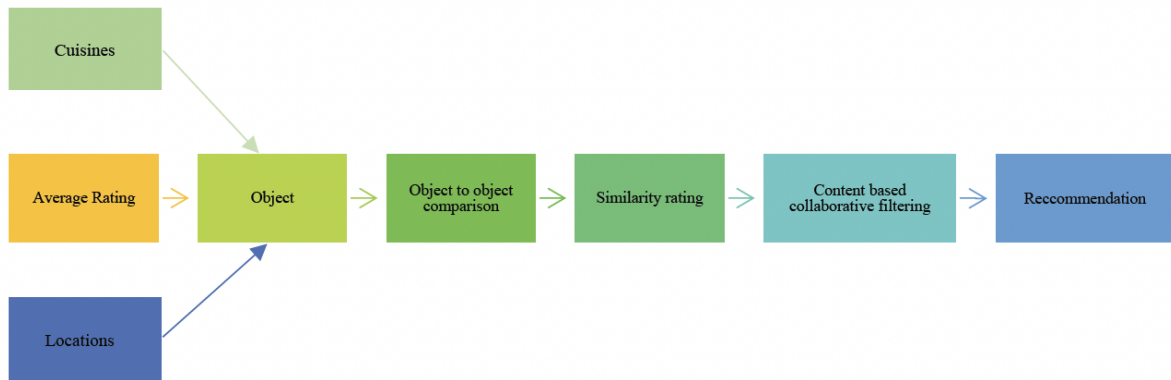 Cuisines
Average Rating
Object
Object to object
comparison
Similarity rating
Content based
collaborative filtering
Reccommendation
Locations